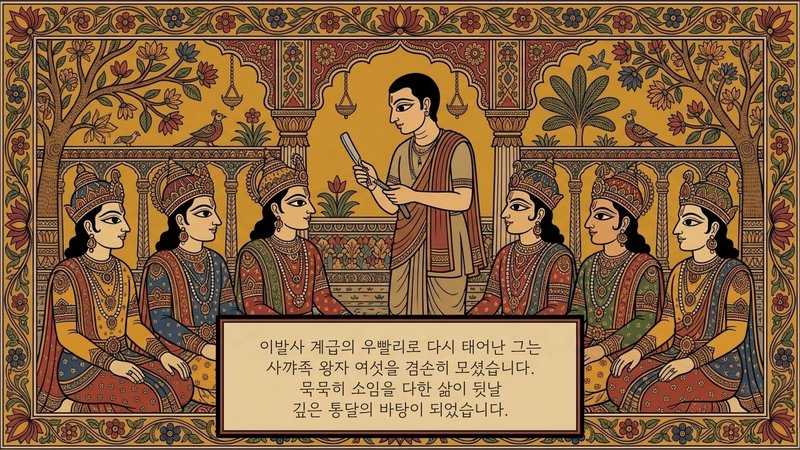 이발사 계급의 우빨리로 다시 태어난 그는
사꺄족 왕자 여섯을 겸손히 모셨습니다.
묵묵히 소임을 다한 삶이 뒷날
깊은 통달의 바탕이 되었습니다.